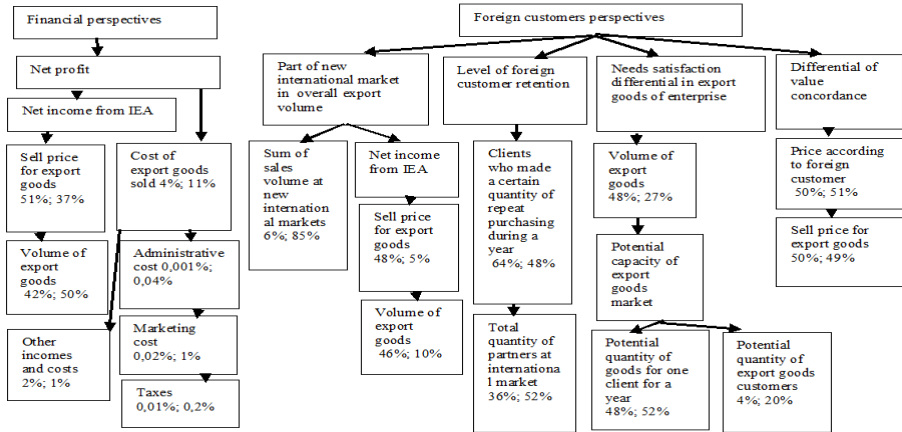 Financial perspectives
Net profit
Net income from IEA
Sell price
for export
goods
51%; 37%
Cost of
export goods
sold 4%; 11%
Volume of
export
goods
42%; 50%
Administrative
cost 0,001%;
0,04%
Other
incomes
and costs
2%; 1%
Marketing
cost
0,02%; 1%
Taxes
0,01%; 0,2%
Foreign customers perspectives
Part of new
international market
in overall export
volume
Sum of
sales
volume at
new
internation
al markets
6%; 85%
Net income
from IEA
Sell price
for export
goods
48%; 5%
Volume of
export
goods
46%; 10%
Level of foreign
customer retention
Clients
who made
a certain
quantity of
repeat
purchasing
during a
year
64%; 48%
Total
quantity of
partners at
internationa
l market
36%; 52%
Needs satisfaction
differential in export
goods of enterprise
Volume of
export
goods
48%; 27%
Potential
capacity of
export
goods
market
Potential
quantity of
goods for one
client for a
year
48%; 52%
Potential
quantity of
export goods
customers
4%; 20%
Differential of
value
concordance
Price according
to foreign
customer
50%; 51%
Sell price for
export goods
50%; 49%